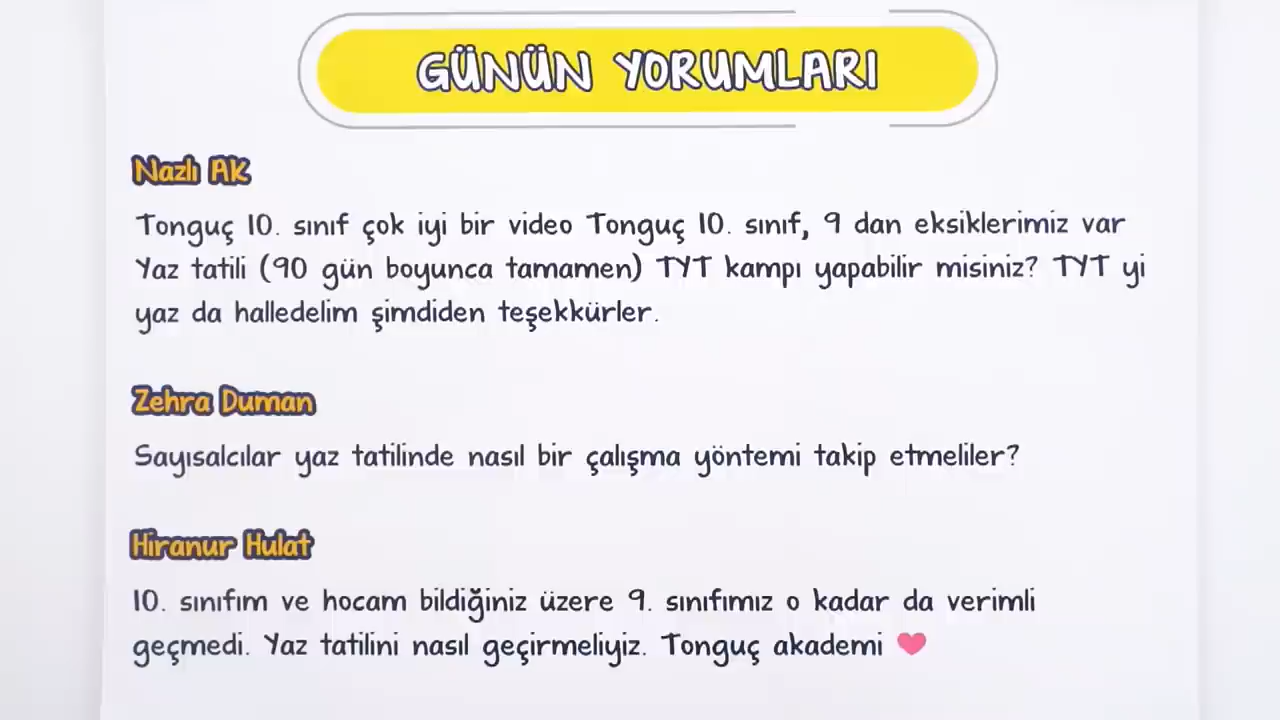 GÜNÜN YORUMLARI
Nazlı AK
Tonguç 10. sınıf çok iyi bir video Tonguç 10. sınıf, 9 dan eksiklerimiz var
Yaz tatili (90 gün boyunca tamamen) TYT kampı yapabilir misiniz? TYT yi
yaz da halledelim şimdiden teşekkürler.
Zehra Duman
Sayısalcılar yaz tatilinde nasıl bir çalışma yöntemi takip etmeliler?
Hiranur Hulat
10. sınıfım ve hocam bildiğiniz üzere 9. sınıfımız o kadar da verimli
geçmedi. Yaz tatilini nasıl geçirmeliyiz. Tonguç akademi ❤